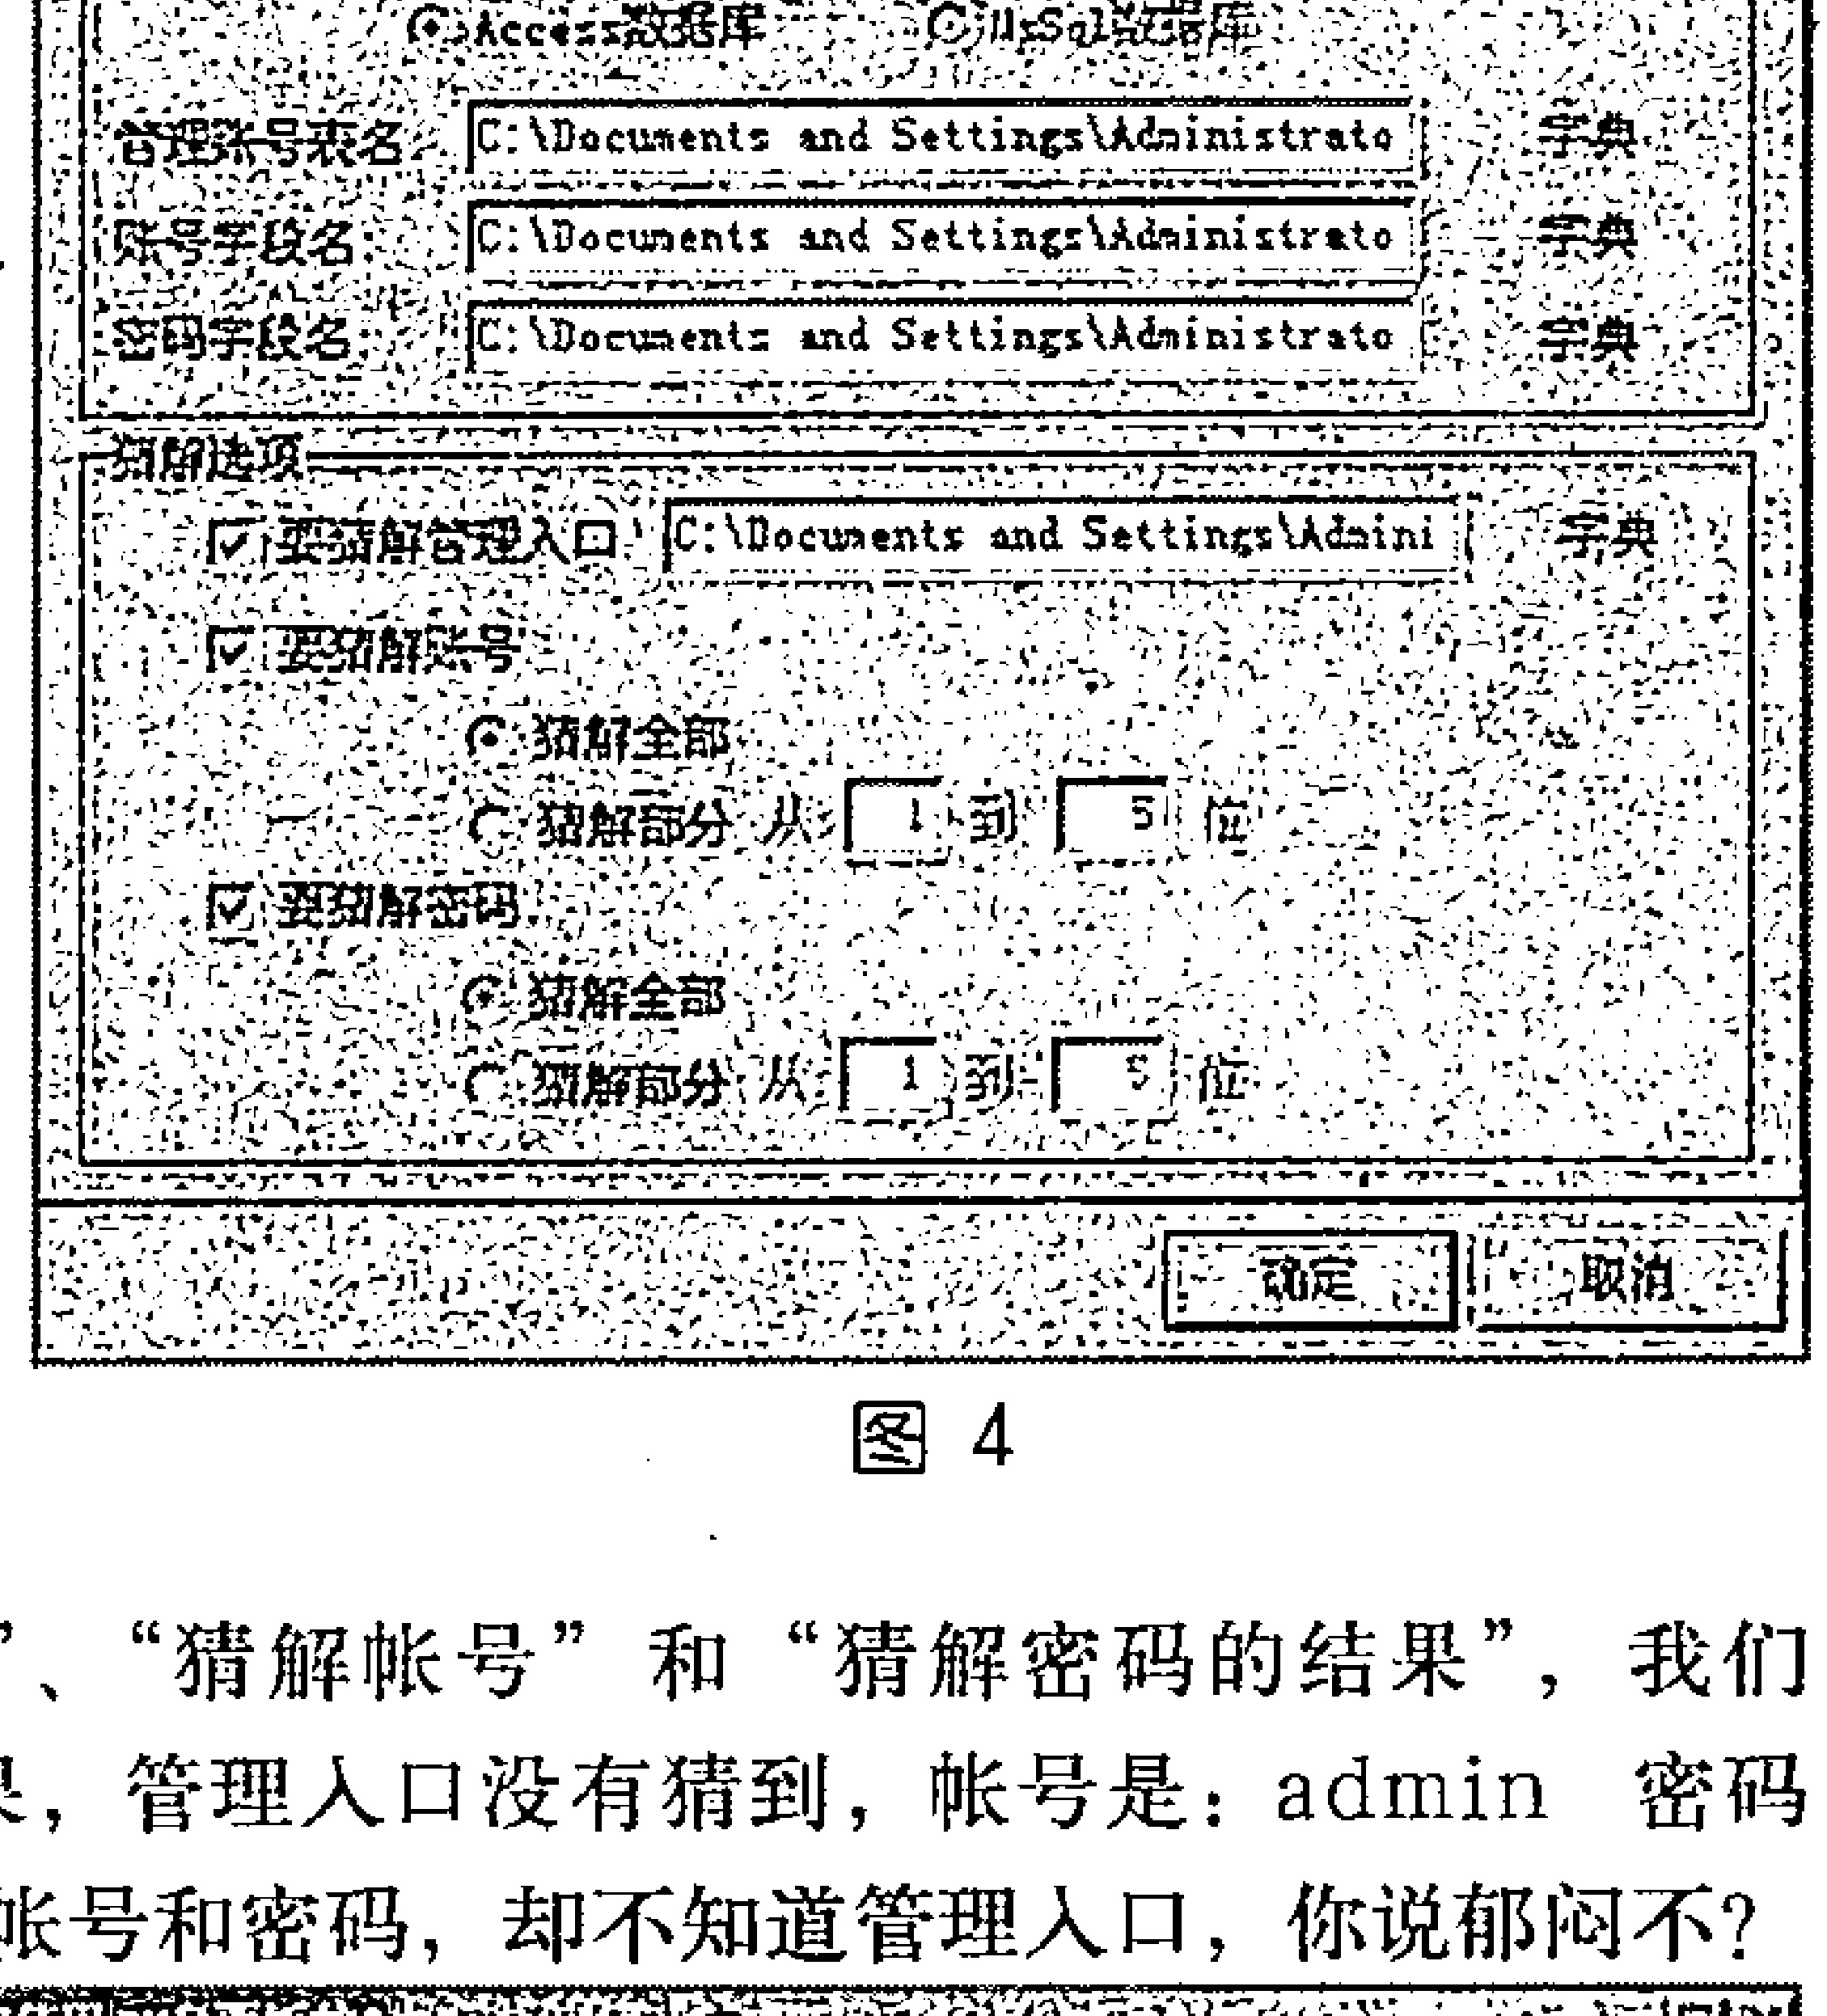 Access数据库 MsSql数据库
管理账号表名: C:\Documents and Settings\Administrato 字典
账号字段名: C:\Documents and Settings\Administrato 字典
密码字段名: C:\Documents and Settings\Administrato 字典
猜解选项
要猜解管理入口 C:\Documents and Settings\Admini 字典
要猜解账号
猜解全部
猜解部分 从 1 到 5 位
要猜解密码
猜解全部
猜解部分 从 1 到 5 位
确定 取消
图 4
”、“猜解帐号”和“猜解密码的结果”，我们
果，管理入口没有猜到，帐号是：admin 密码
帐号和密码，却不知道管理入口，你说郁闷不？